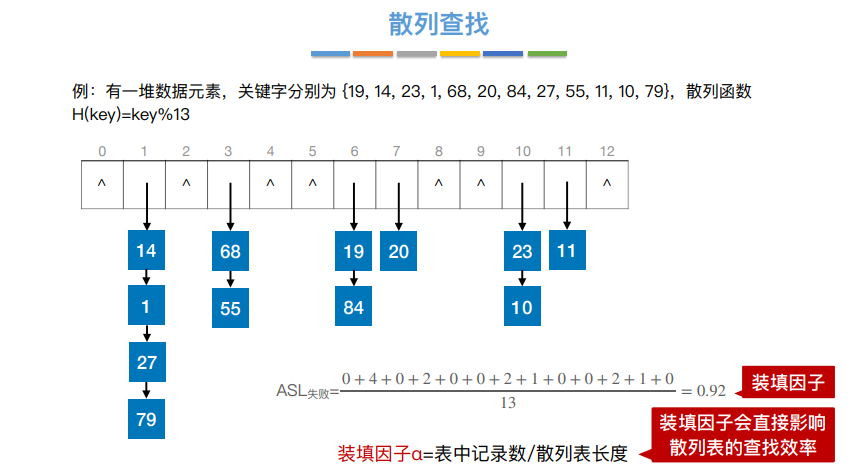 散列查找
例：有一堆数据元素，关键字分别为 {19, 14, 23, 1, 68, 20, 84, 27, 55, 11, 10, 79}，散列函数
H(key)=key%13
0 1 2 3 4 5 6 7 8 9 10 11 12
^ ^ ^ ^ ^ ^ ^
14 68 19 20 23 11
1 55 84 10
27
79
ASL失败=0+4+0+2+0+0+2+1+0+0+2+1+0/13=0.92
装填因子
装填因子会直接影响
散列表的查找效率
装填因子α=表中记录数/散列表长度